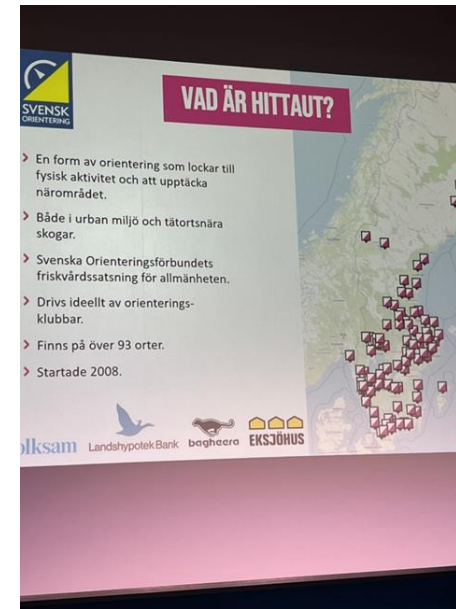 SVENSK
ORIENTERING
VAD ÄR HITTAUT?
En form av orientering som lockar till
fysisk aktivitet och att upptäcka
närområdet.
Både i urban miljö och tätortsnära
skogar.
Svenska Orienteringsförbundets
friskvårdssatsning för allmänheten.
Drivs ideellt av orienterings-
klubbar.
Finns på över 93 orter.
Startade 2008.
olksam Landshypotek Bank bagheera EKSJÖHUS